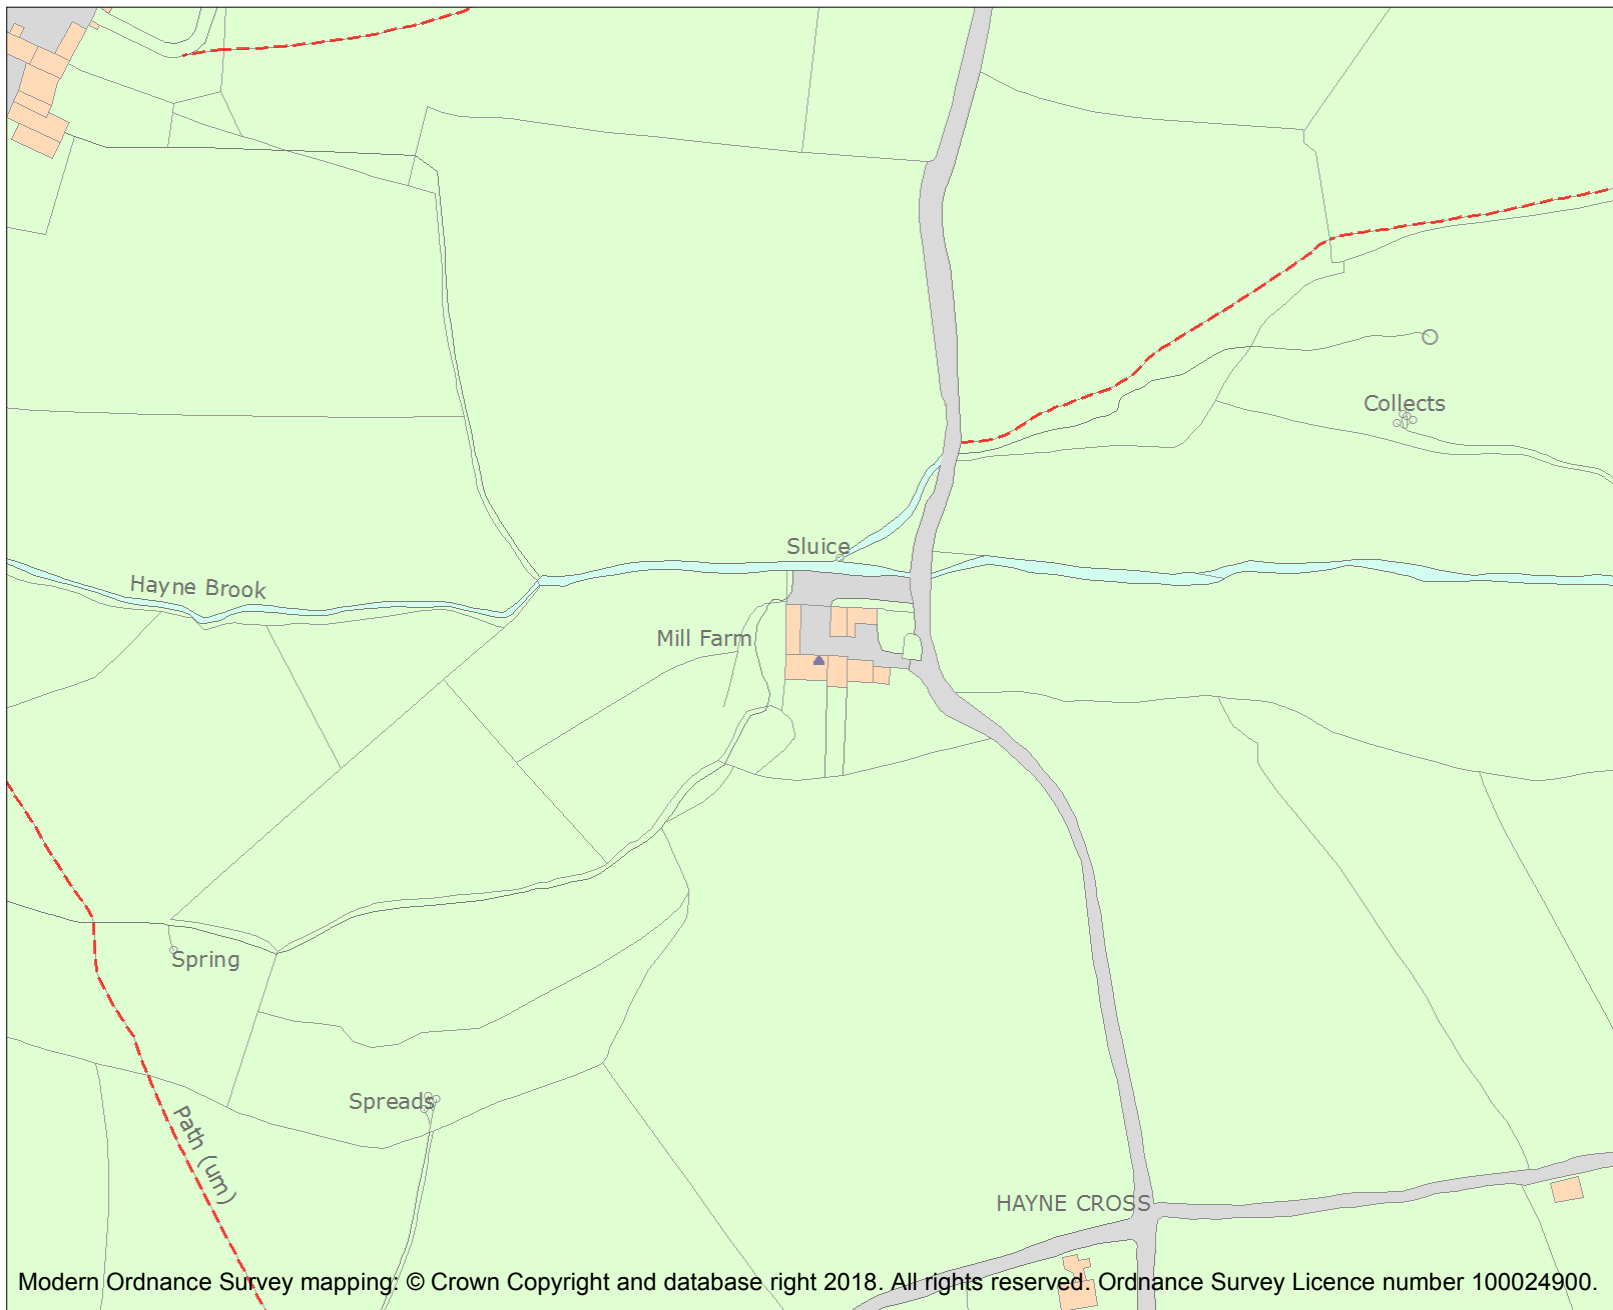 Collects
Sluice
Hayne Brook
Mill Farm
Spring
Spreads
Path (um)
HAYNE CROSS
Modern Ordnance Survey mapping: © Crown Copyright and database right 2018. All rights reserved. Ordnance Survey Licence number 100024900.